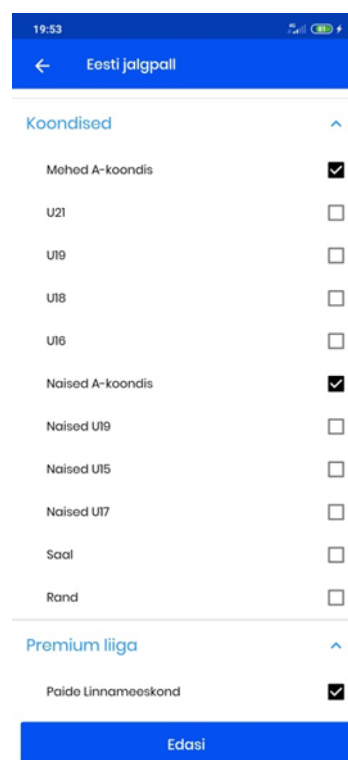 19:53
81
Eesti jalgpall
Koondised
Mehed A-koondis
U21
U19
U18
U16
Naised A-koondis
Naised U19
Naised U15
Naised U17
Saal
Rand
Premium liiga
Paide Linnameeskond
Edasi